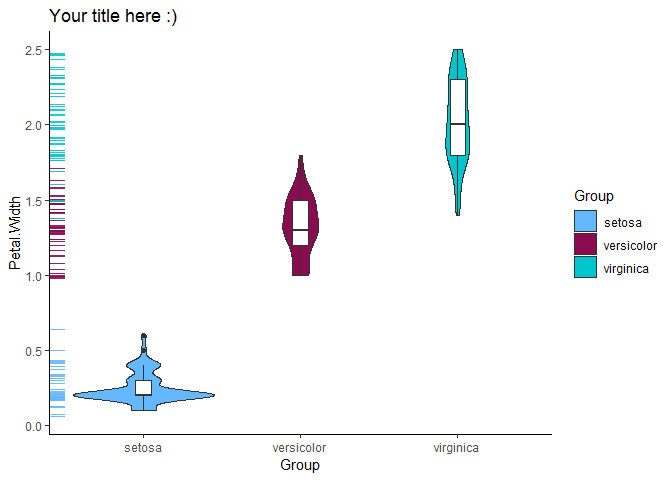 Your title here :)
2.5
2.0
1.5
1.0
0.5
0.0
Petal.Width
setosa
versicolor
virginica
Group
Group
setosa
versicolor
virginica